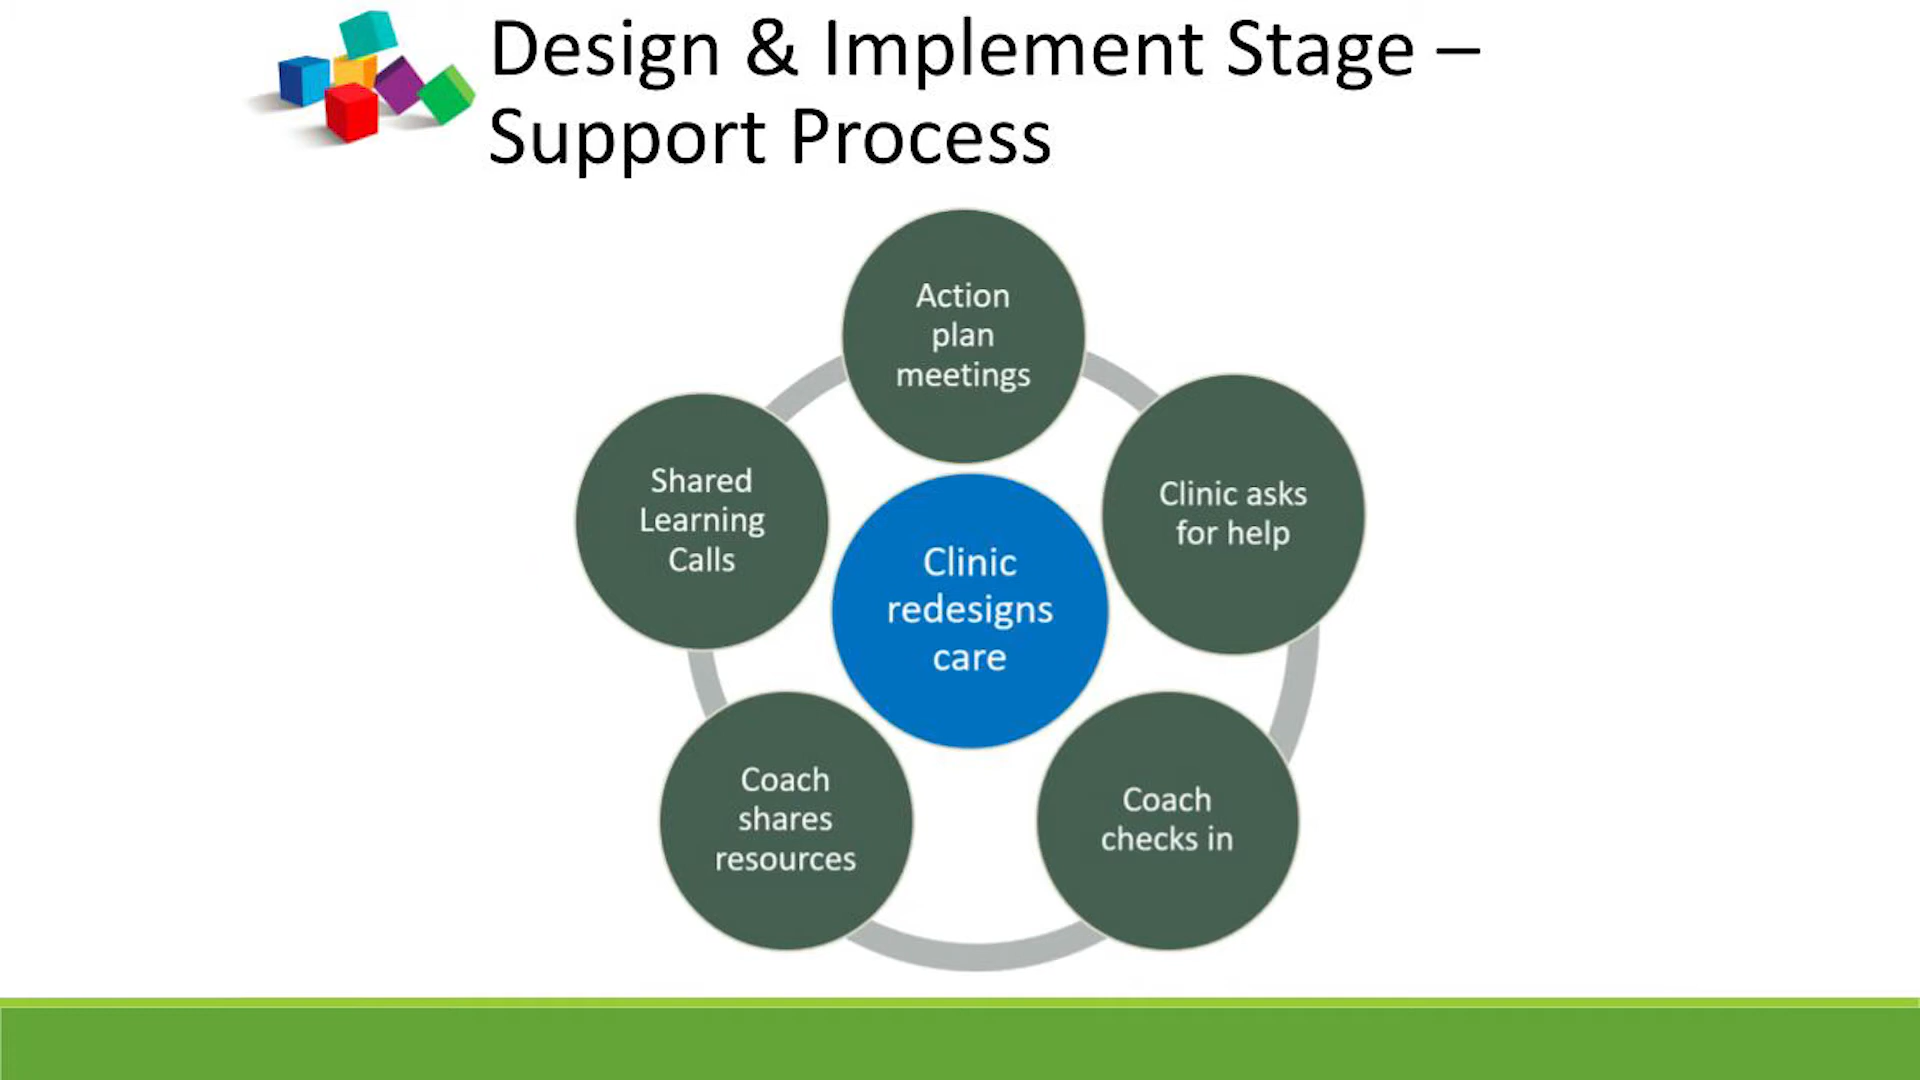 Design & Implement Stage –
Support Process
Action
plan
meetings
Clinic asks
for help
Coach
checks in
Coach
shares
resources
Shared
Learning
Calls
Clinic
redesigns
care